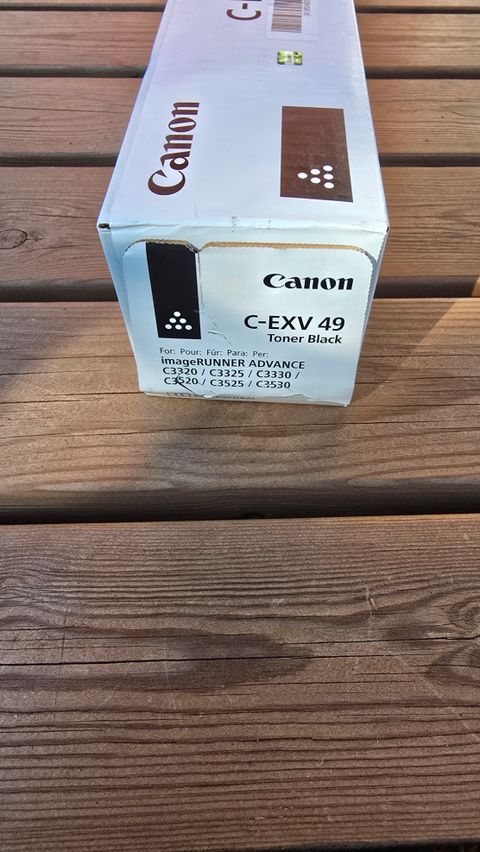 Canon
Canon
C-EXV 49
Toner Black
For: Pour: Für: Para: Per:
imageRUNNER ADVANCE
C3320 / C3325 / C3330 /
C3520 / C3525 / C3530